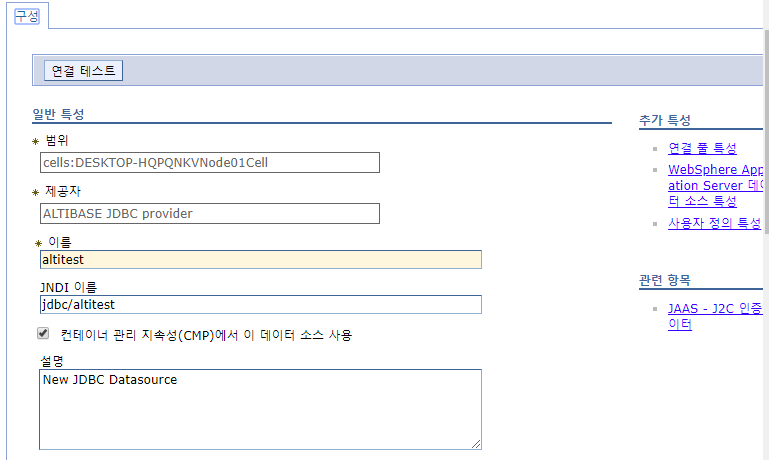 구성
연결 테스트
일반 특성
* 범위
cells:DESKTOP-HQPQNKVNode01Cell
* 제공자
ALTIBASE JDBC provider
* 이름
altitest
JNDI 이름
jdbc/altitest
컨테이너 관리 지속성(CMP)에서 이 데이터 소스 사용
설명
New JDBC Datasource
추가 특성
연결 풀 특성
WebSphere App
ation Server 데이
터 소스 특성
사용자 정의 특성
관련 항목
JAAS - J2C 인증
이터